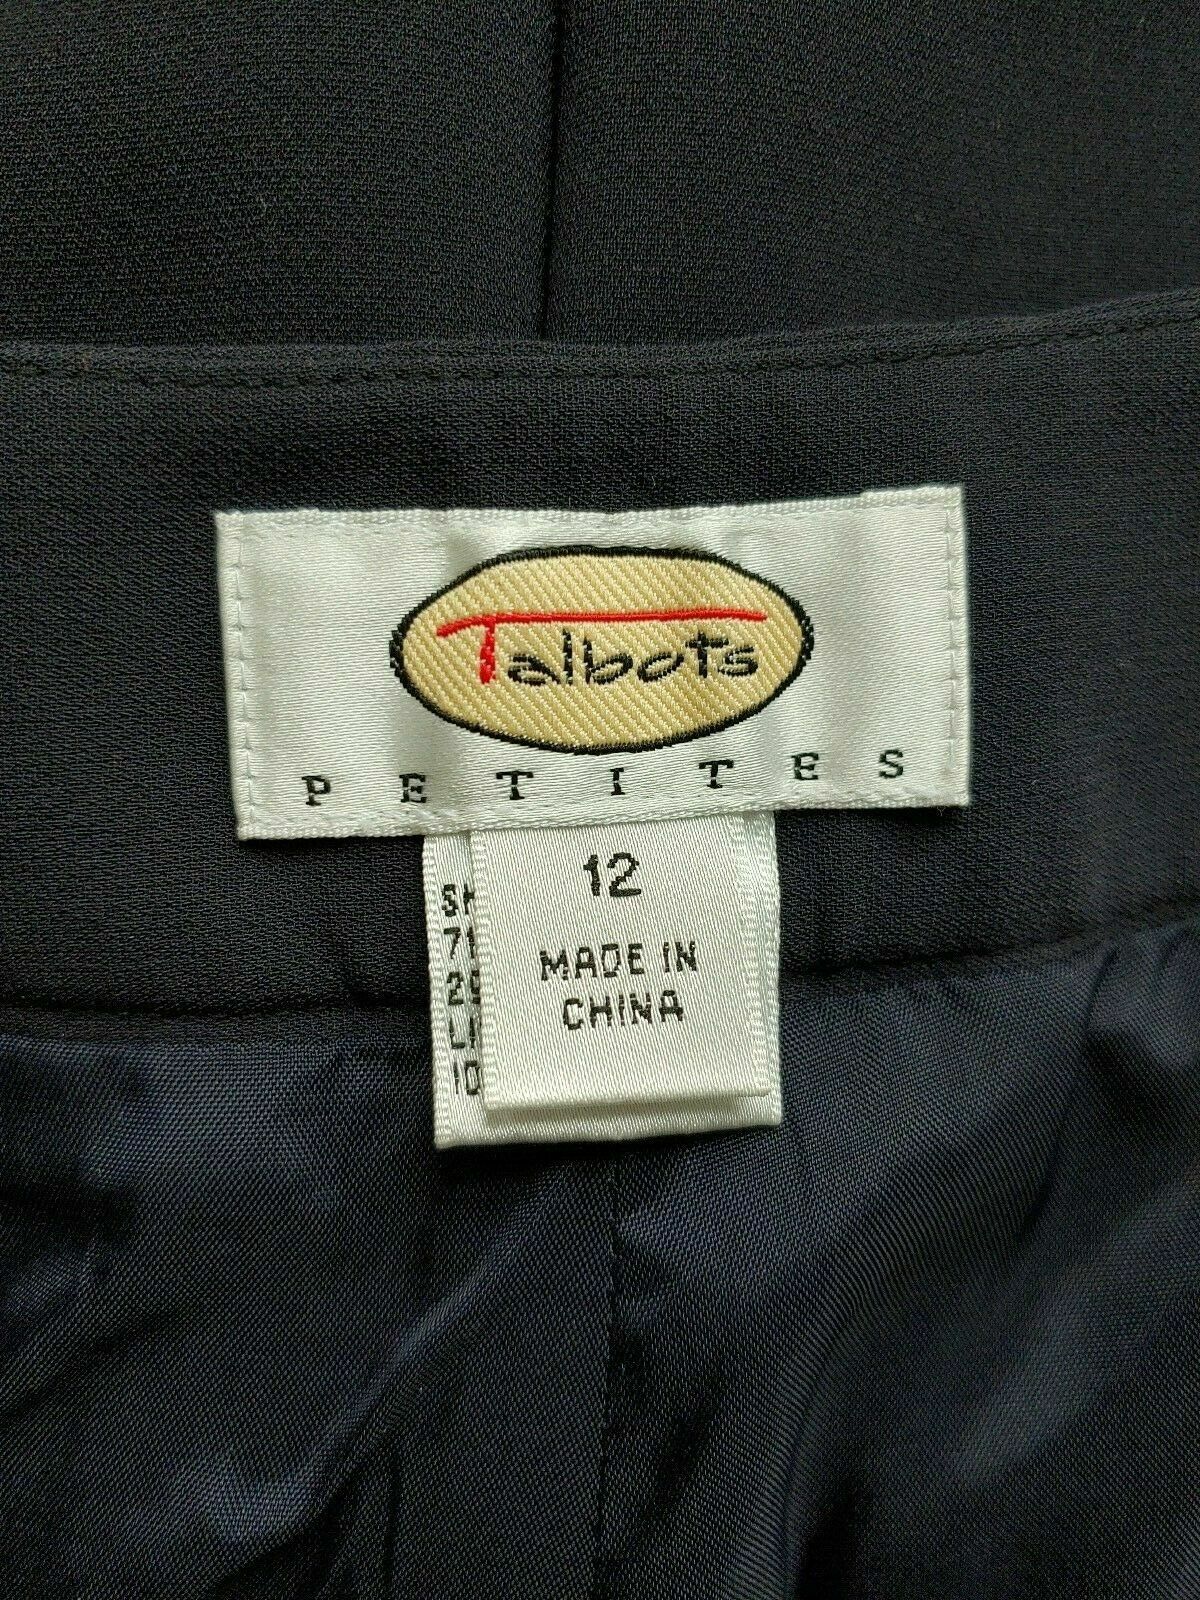 Talbots
PETITES
12
MADE IN
CHINA